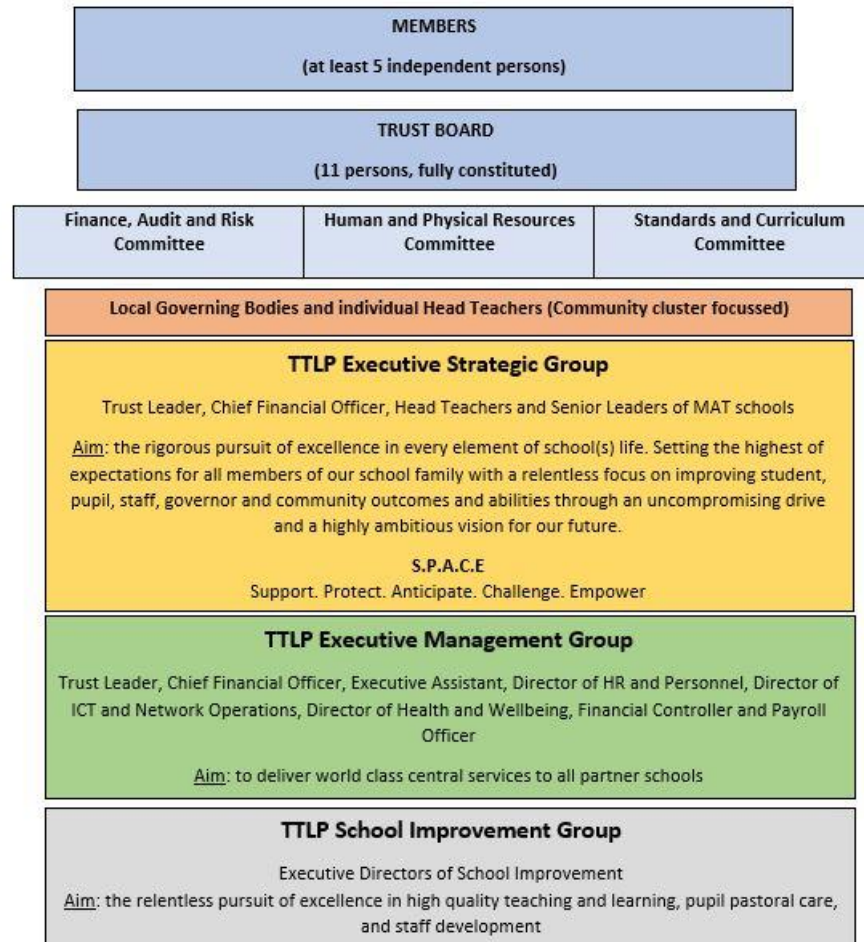 MEMBERS
(at least 5 independent persons)
TRUST BOARD
(11 persons, fully constituted)
Finance, Audit and Risk
Committee
Human and Physical Resources
Committee
Standards and Curriculum
Committee
Local Governing Bodies and individual Head Teachers (Community cluster focussed)
TTLP Executive Strategic Group
Trust Leader, Chief Financial Officer, Head Teachers and Senior Leaders of MAT schools
Aim: the rigorous pursuit of excellence in every element of school(s) life. Setting the highest of
expectations for all members of our school family with a relentless focus on improving student,
pupil, staff, governor and community outcomes and abilities through an uncompromising drive
and a highly ambitious vision for our future.
S.P.A.C.E
Support. Protect. Anticipate. Challenge. Empower
TTLP Executive Management Group
Trust Leader, Chief Financial Officer, Executive Assistant, Director of HR and Personnel, Director of
ICT and Network Operations, Director of Health and Wellbeing, Financial Controller and Payroll
Officer
Aim: to deliver world class central services to all partner schools
TTLP School Improvement Group
Executive Directors of School Improvement
Aim: the relentless pursuit of excellence in high quality teaching and learning, pupil pastoral care,
and staff development